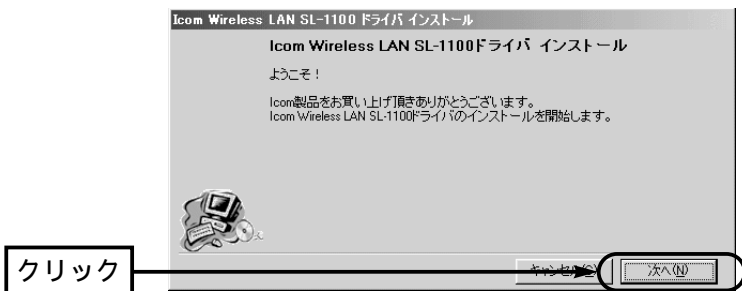 Icom Wireless LAN SL-1100 ドライバ インストール
Icom Wireless LAN SL-1100ドライバ インストール
ようこそ！
Icom製品をお買い上げ頂きありがとうございます。
Icom Wireless LAN SL-1100ドライバのインストールを開始します。
クリック
キャンセル(C)
次へ(N)